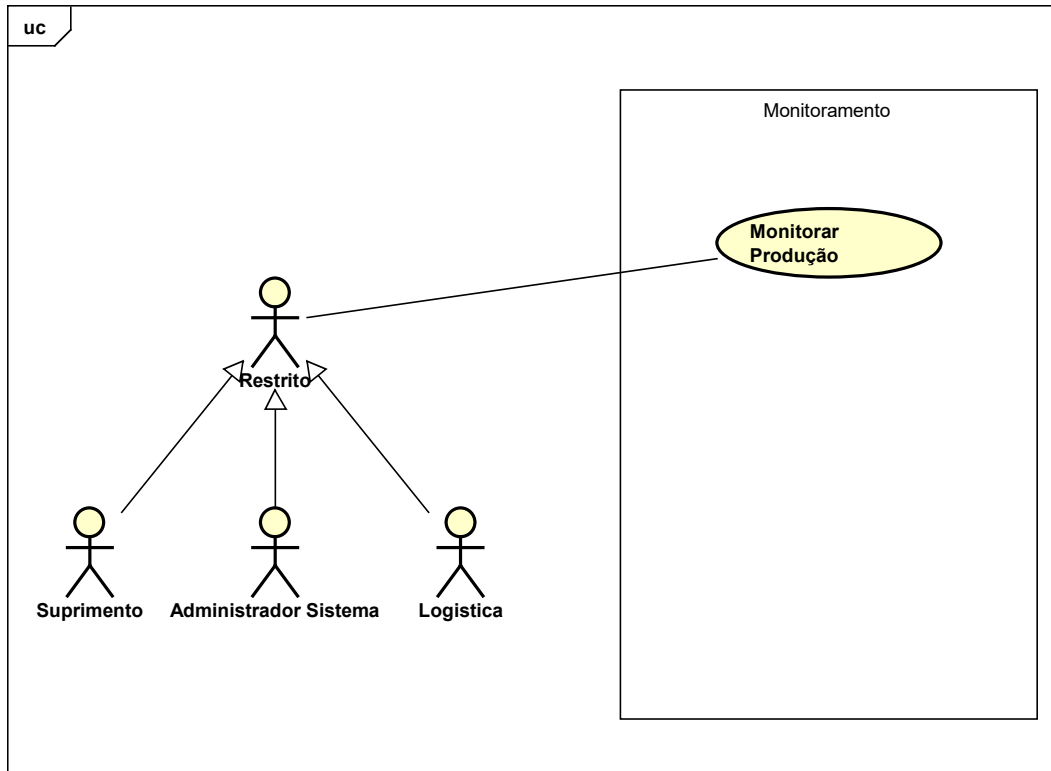 uc
Monitoramento
Monitorar
Produção
Restrito
Suprimento
Administrador Sistema
Logistica